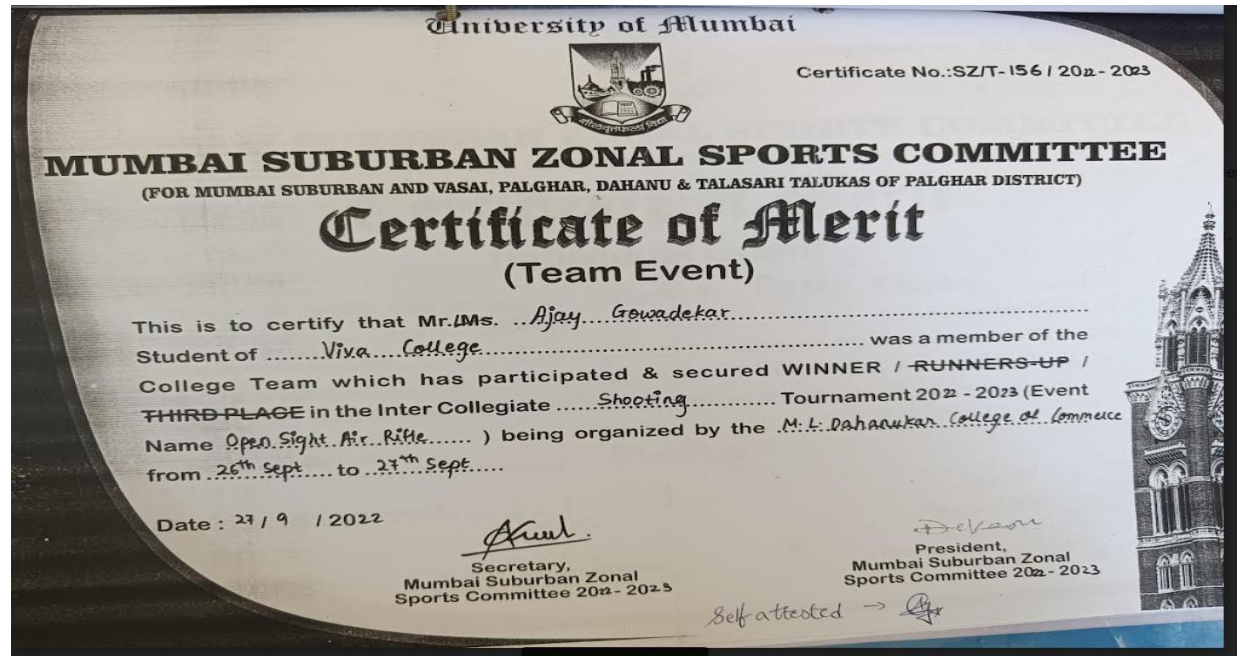 University of Mumbai
Certificate No.:SZ/T-156 / 2022 - 2023
शीलवृत्तफला विद्या
MUMBAI SUBURBAN ZONAL SPORTS COMMITTEE
(FOR MUMBAI SUBURBAN AND VASAI, PALGHAR, DAHANU & TALASARI TALUKAS OF PALGHAR DISTRICT)
Certificate of Merit
(Team Event)
This is to certify that Mr./Ms. ..Ajay....Gowadekar..........
Student of .......Viva....College.......... was a member of the
College Team which has participated & secured WINNER / RUNNERS-UP /
THIRD PLACE in the Inter Collegiate .....Shooting............ Tournament 2022 - 2023 (Event
Name Open Sight Air Rifle...... ) being organized by the .M.L. Dahanukar College of Commerce
from ..26th Sept.... to ..27th Sept.....
Date : 27 / 9 / 2022
Secretary,
Mumbai Suburban Zonal
Sports Committee 2022 - 2023
President,
Mumbai Suburban Zonal
Sports Committee 2022 - 2023
Self attested →